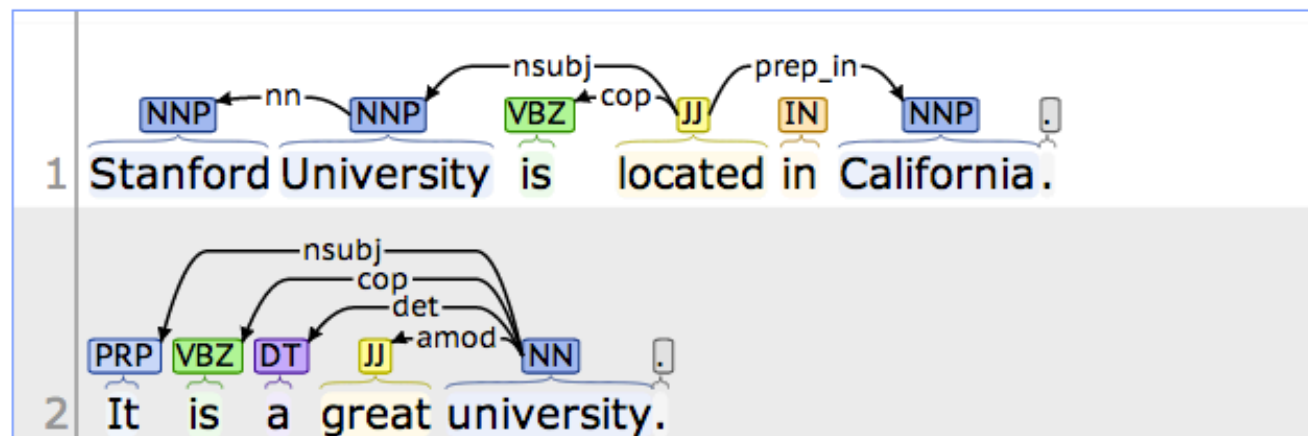 nsubj prep_in
nn cop
NNP NNP VBZ JJ IN NNP .
1 Stanford University is located in California.
nsubj
cop
det
amod
PRP VBZ DT JJ NN .
2 It is a great university.